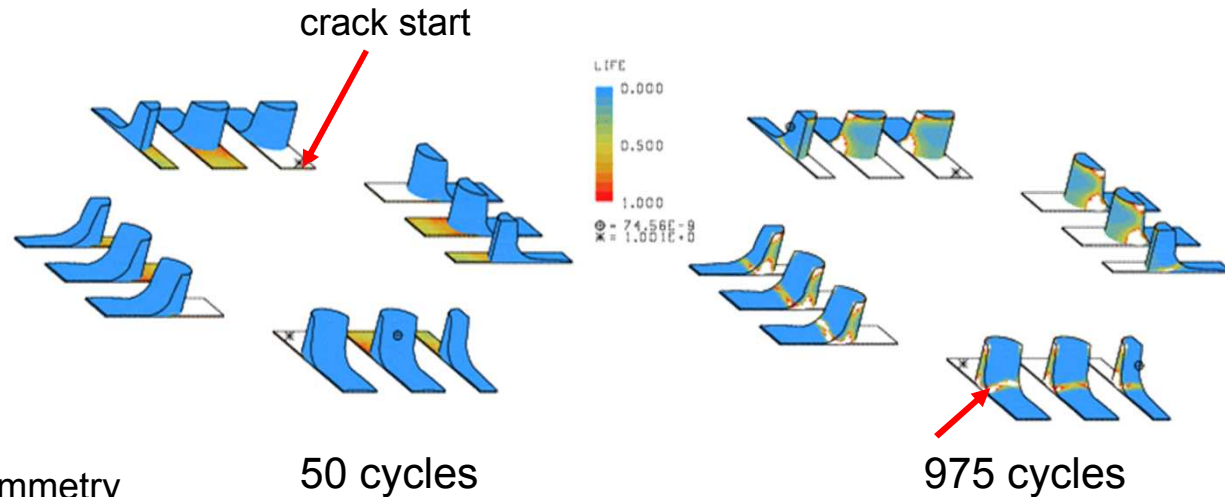 crack start
LIFE
0.000
0.500
1.000
= 74.56E-9
= 1.001E+0
mmetry
50 cycles
975 cycles